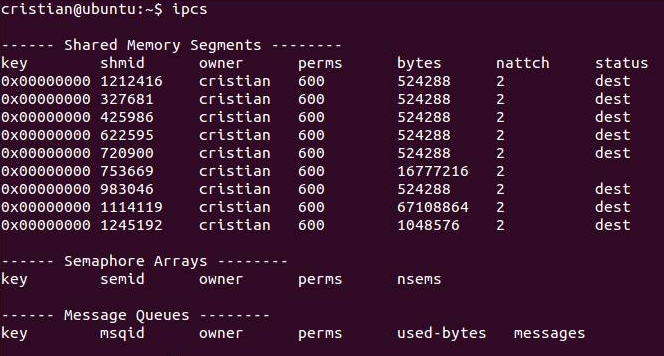 cristian@ubuntu:~$ ipcs
------ Shared Memory Segments --------
key        shmid      owner      perms      bytes      nattch     status
0x00000000 1212416    cristian   600        524288     2          dest
0x00000000 327681     cristian   600        524288     2          dest
0x00000000 425986     cristian   600        524288     2          dest
0x00000000 622595     cristian   600        524288     2          dest
0x00000000 720900     cristian   600        524288     2          dest
0x00000000 753669     cristian   600        16777216   2
0x00000000 983046     cristian   600        524288     2          dest
0x00000000 1114119    cristian   600        67108864   2          dest
0x00000000 1245192    cristian   600        1048576    2          dest
------ Semaphore Arrays --------
key        semid      owner      perms      nsems
------ Message Queues --------
key        msqid      owner      perms      used-bytes   messages